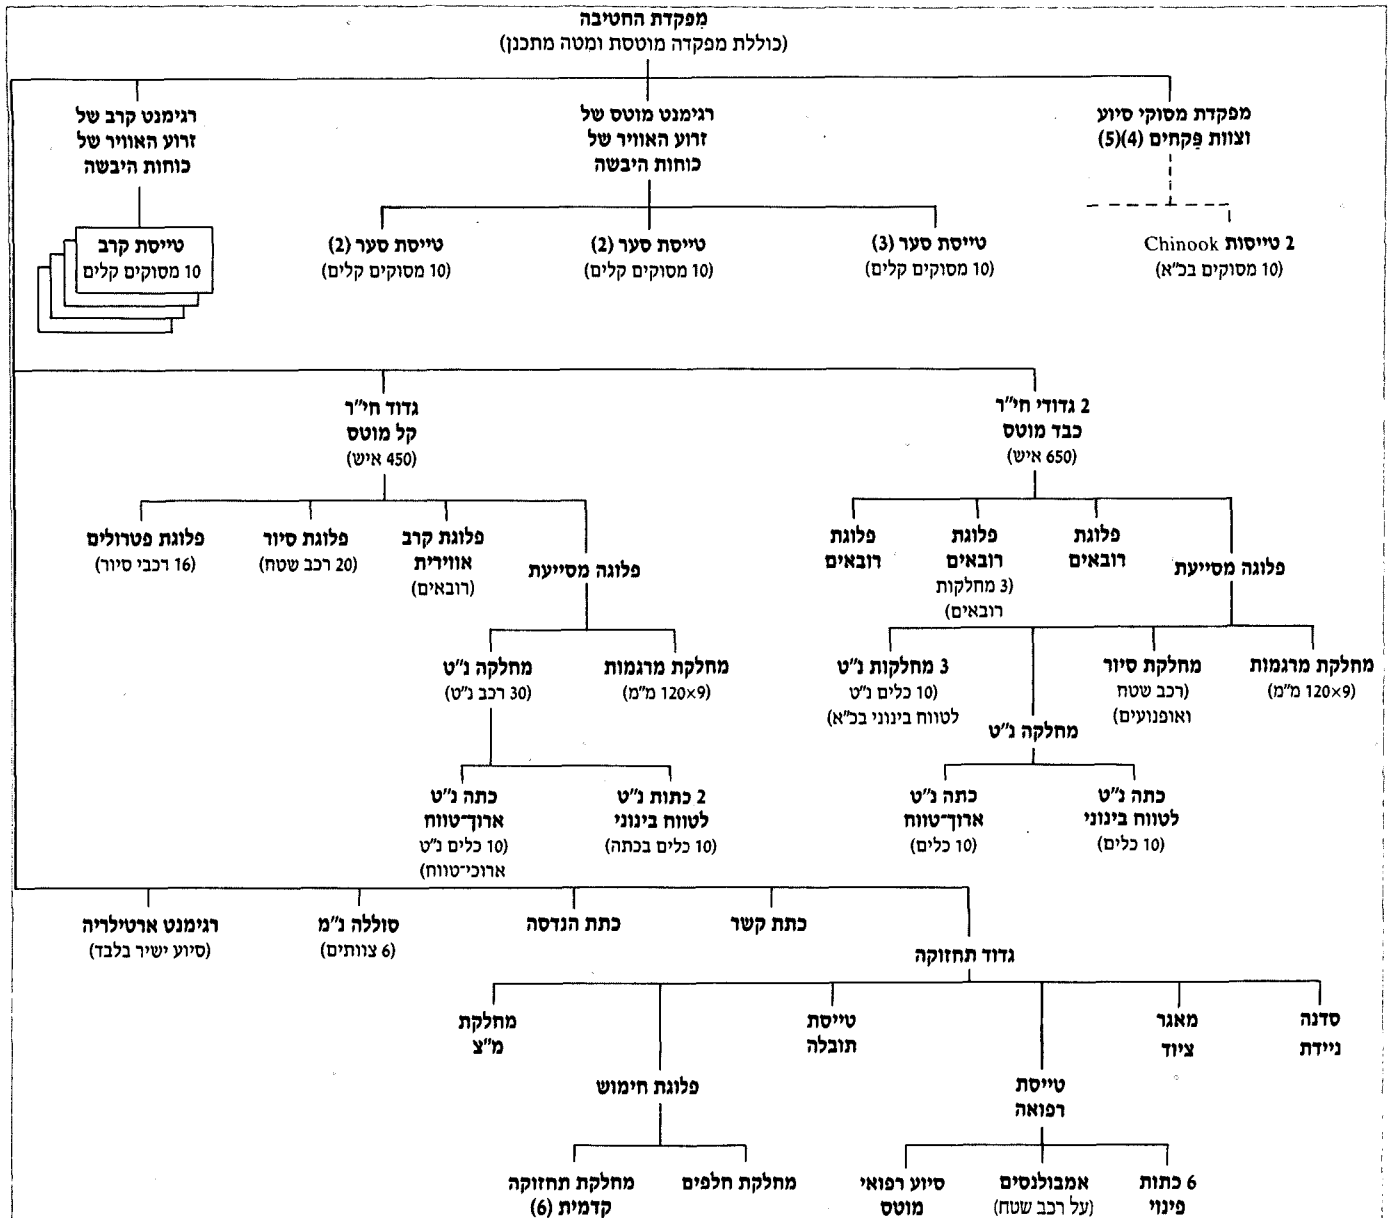 מפקדת החטיבה
(כוללת מפקדה מוטסת ומטה מתכנן)
מפקדת מסוקי סיוע
וצוות פַּקחים (4)(5)
2 טייסות Chinook
(10 מסוקים בכ"א)
רגימנט מוטס של
זרוע האוויר של
כוחות היבשה
טייסת סער (3)
(10 מסוקים קלים)
טייסת סער (2)
(10 מסוקים קלים)
טייסת סער (2)
(10 מסוקים קלים)
רגימנט קרב של
זרוע האוויר של
כוחות היבשה
טייסת קרב
10 מסוקים קלים
2 גדודי חי"ר
כבד מוטס
(650 איש)
פלוגה מסייעת
פלוגת
רובאים
פלוגת
רובאים
(3 מחלקות
רובאים)
פלוגת
רובאים
מחלקת מרגמות
(9×120 מ"מ)
מחלקת סיור
(רכב שטח
ואופנועים)
מחלקה נ"ט
3 מחלקות נ"ט
(10 כלים נ"ט
לטווח בינוני בכ"א)
כתה נ"ט
לטווח בינוני
(10 כלים)
כתה נ"ט
ארוך־טווח
(10 כלים)
גדוד חי"ר
קל מוטס
(450 איש)
פלוגה מסייעת
פלוגת קרב
אווירית
(רובאים)
פלוגת סיור
(20 רכב שטח)
פלוגת פטרולים
(16 רכבי סיור)
מחלקת מרגמות
(9×120 מ"מ)
מחלקה נ"ט
(30 רכב נ"ט)
2 כתות נ"ט
לטווח בינוני
(10 כלים בכתה)
כתה נ"ט
ארוך־טווח
(10 כלים נ"ט
ארוכי־טווח)
גדוד תחזוקה
כתת קשר
כתת הנדסה
סוללה נ"מ
(6 צוותים)
רגימנט ארטילריה
(סיוע ישיר בלבד)
סדנה
ניידת
מאגר
ציוד
טייסת
רפואה
טייסת
תובלה
פלוגת חימוש
מחלקת
מ"צ
6 כתות
פינוי
אמבולנסים
(על רכב שטח)
סיוע רפואי
מוטס
מחלקת חלפים
מחלקת תחזוקה
קדמית (6)